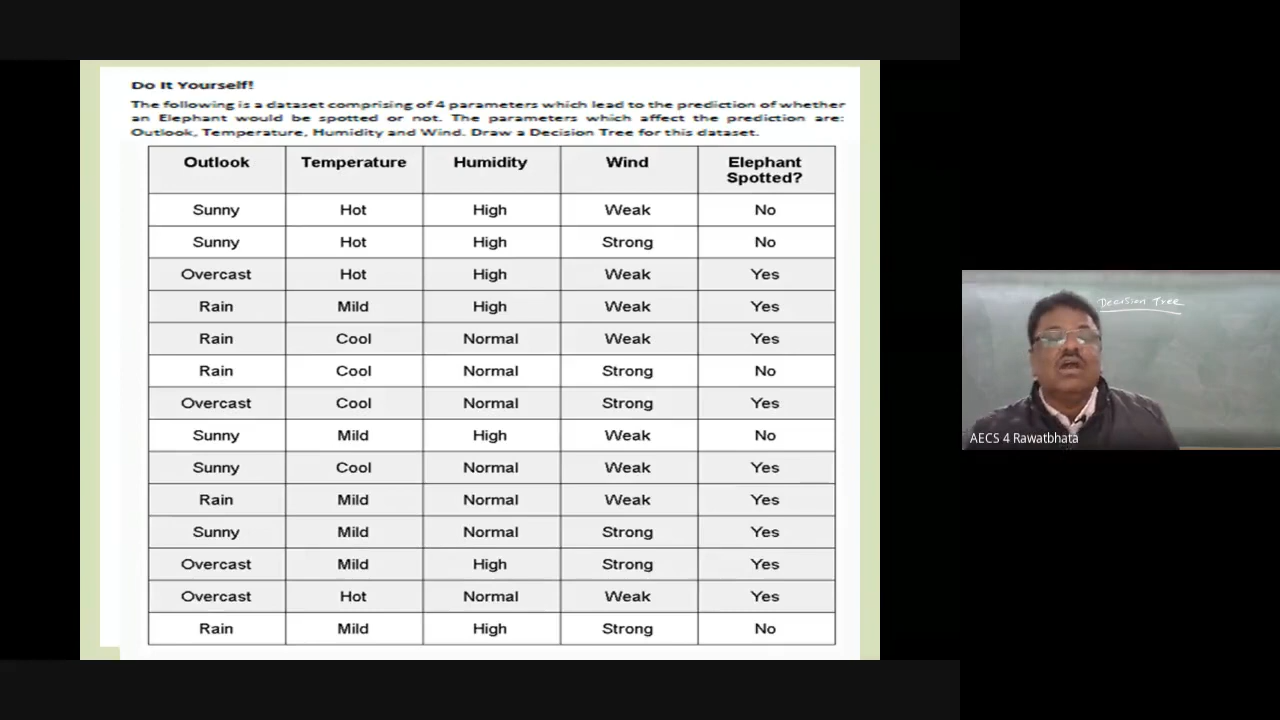 Do It Yourself!
The following is a dataset comprising of 4 parameters which lead to the prediction of whether
an Elephant would be spotted or not. The parameters which affect the prediction are:
Outlook, Temperature, Humidity and Wind. Draw a Decision Tree for this dataset.
Outlook Temperature Humidity Wind Elephant Spotted?
Sunny Hot High Weak No
Sunny Hot High Strong No
Overcast Hot High Weak Yes
Rain Mild High Weak Yes
Rain Cool Normal Weak Yes
Rain Cool Normal Strong No
Overcast Cool Normal Strong Yes
Sunny Mild High Weak No
Sunny Cool Normal Weak Yes
Rain Mild Normal Weak Yes
Sunny Mild Normal Strong Yes
Overcast Mild High Strong Yes
Overcast Hot Normal Weak Yes
Rain Mild High Strong No
Decision Tree
AECS 4 Rawatbhata